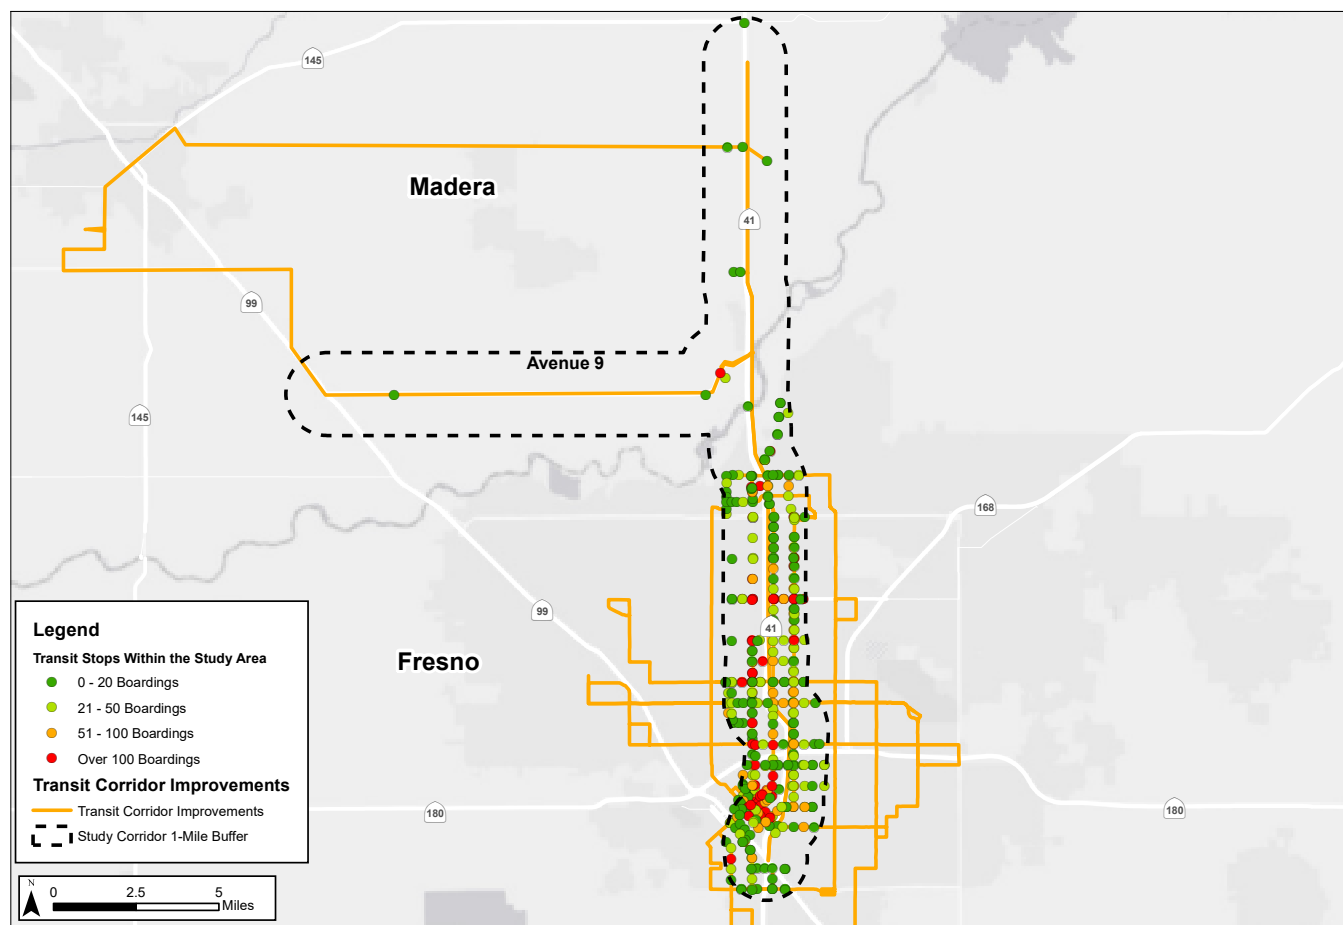 145
Madera
41
99
Avenue 9
145
168
99
41
Fresno
180
180
Legend
Transit Stops Within the Study Area
0 - 20 Boardings
21 - 50 Boardings
51 - 100 Boardings
Over 100 Boardings
Transit Corridor Improvements
Transit Corridor Improvements
Study Corridor 1-Mile Buffer
N
0 2.5 5
Miles